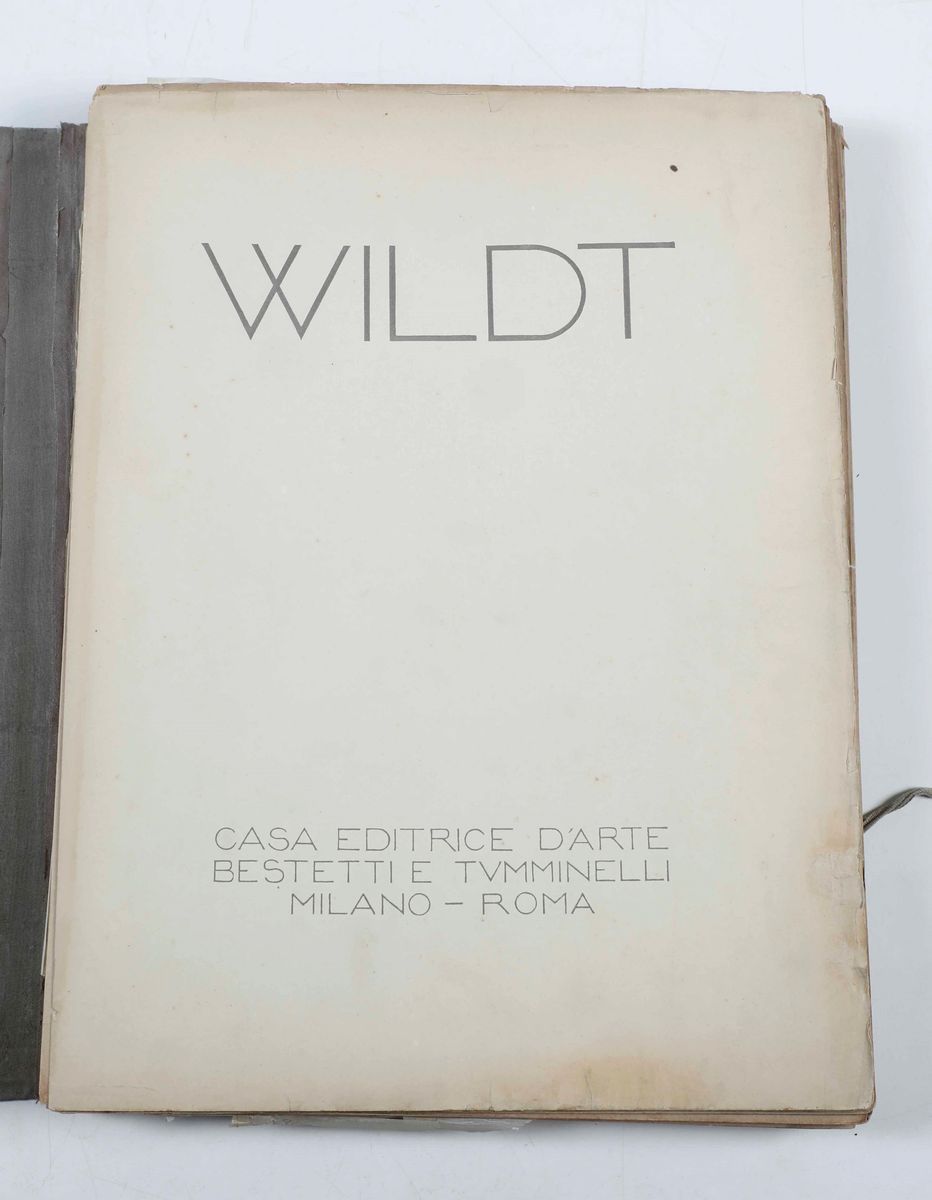 WILDT
CASA EDITRICE D'ARTE
BESTETTI E TVMMINELLI
MILANO – ROMA